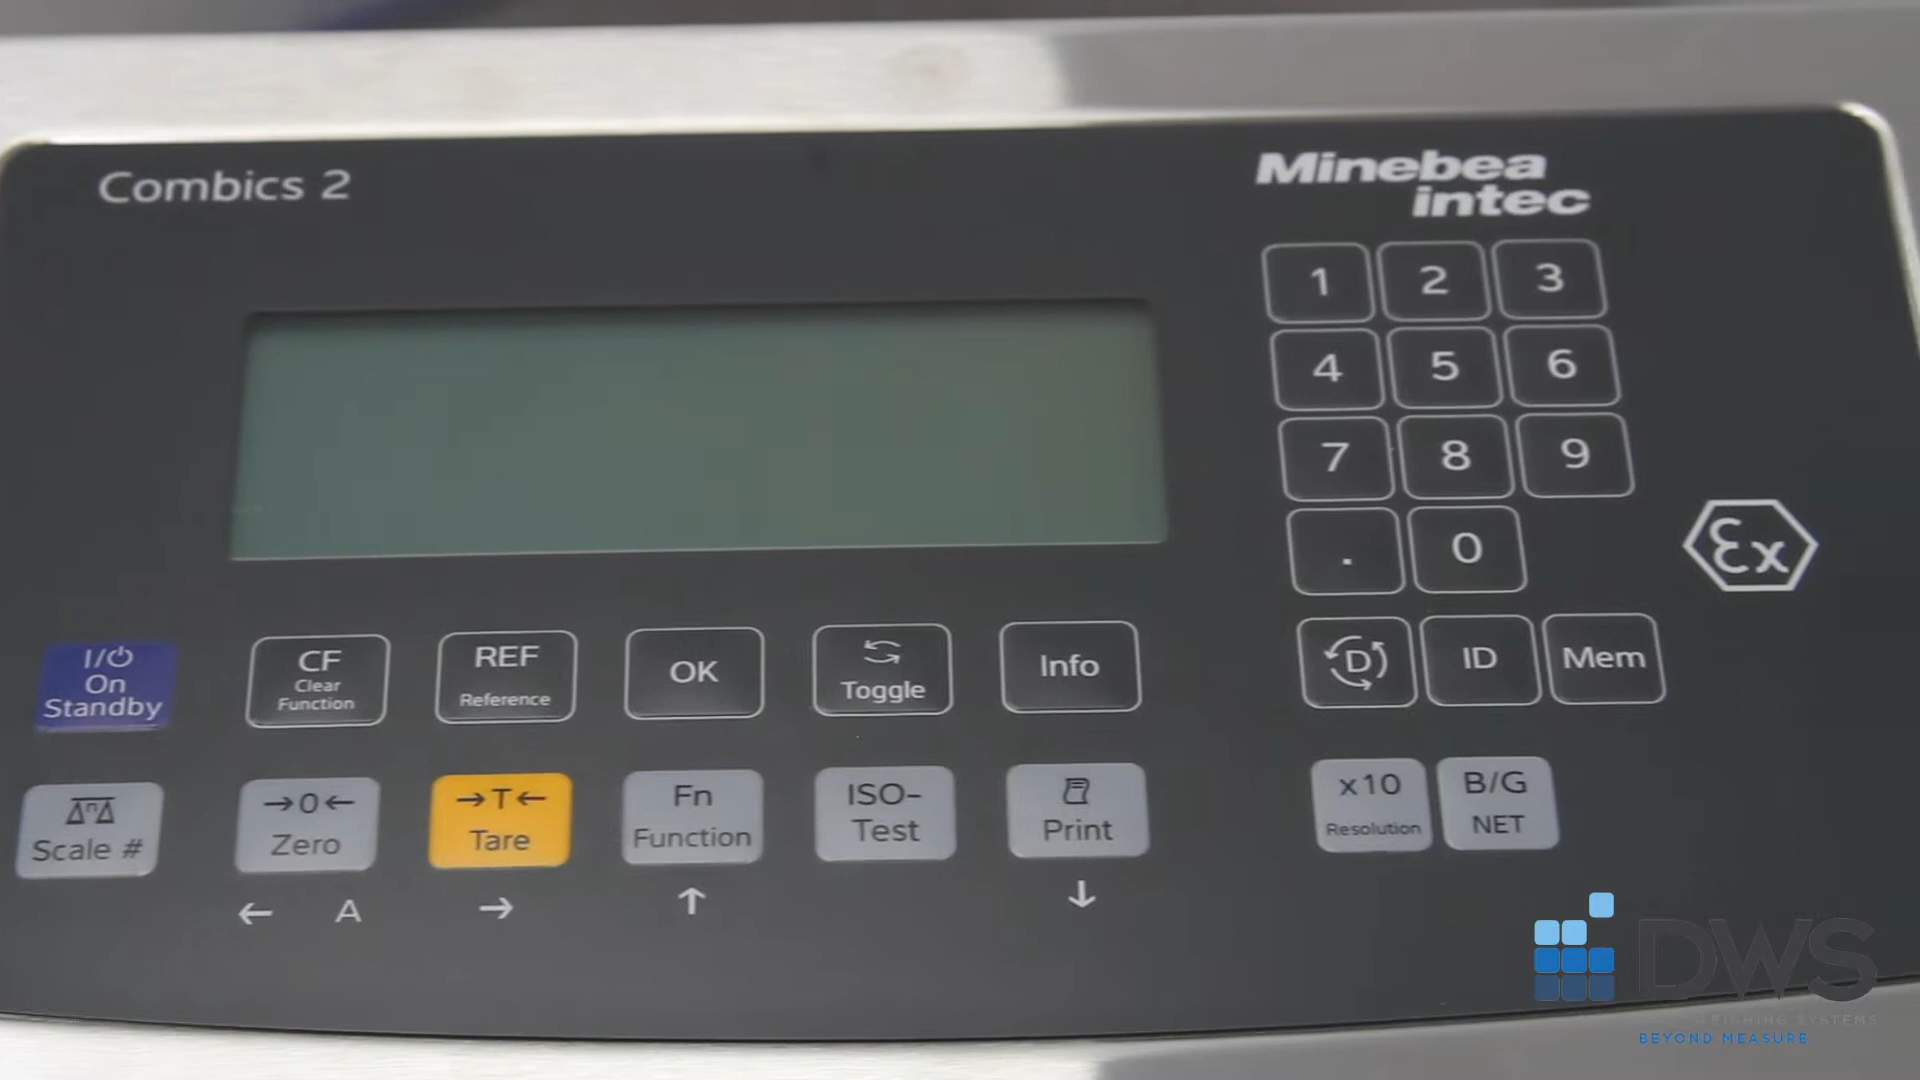 Combics 2
Minebea
intec
1 2 3
4 5 6
7 8 9
. 0
Ex
I/⏻
On
Standby
CF
Clear
Function
REF
Reference
OK
Toggle
Info
D
ID
Mem
Scale #
→0←
Zero
→T←
Tare
Fn
Function
ISO-
Test
Print
x10
Resolution
B/G
NET
← A
→
↑
↓
DWS
SYSTEMS
BEYOND MEASURE